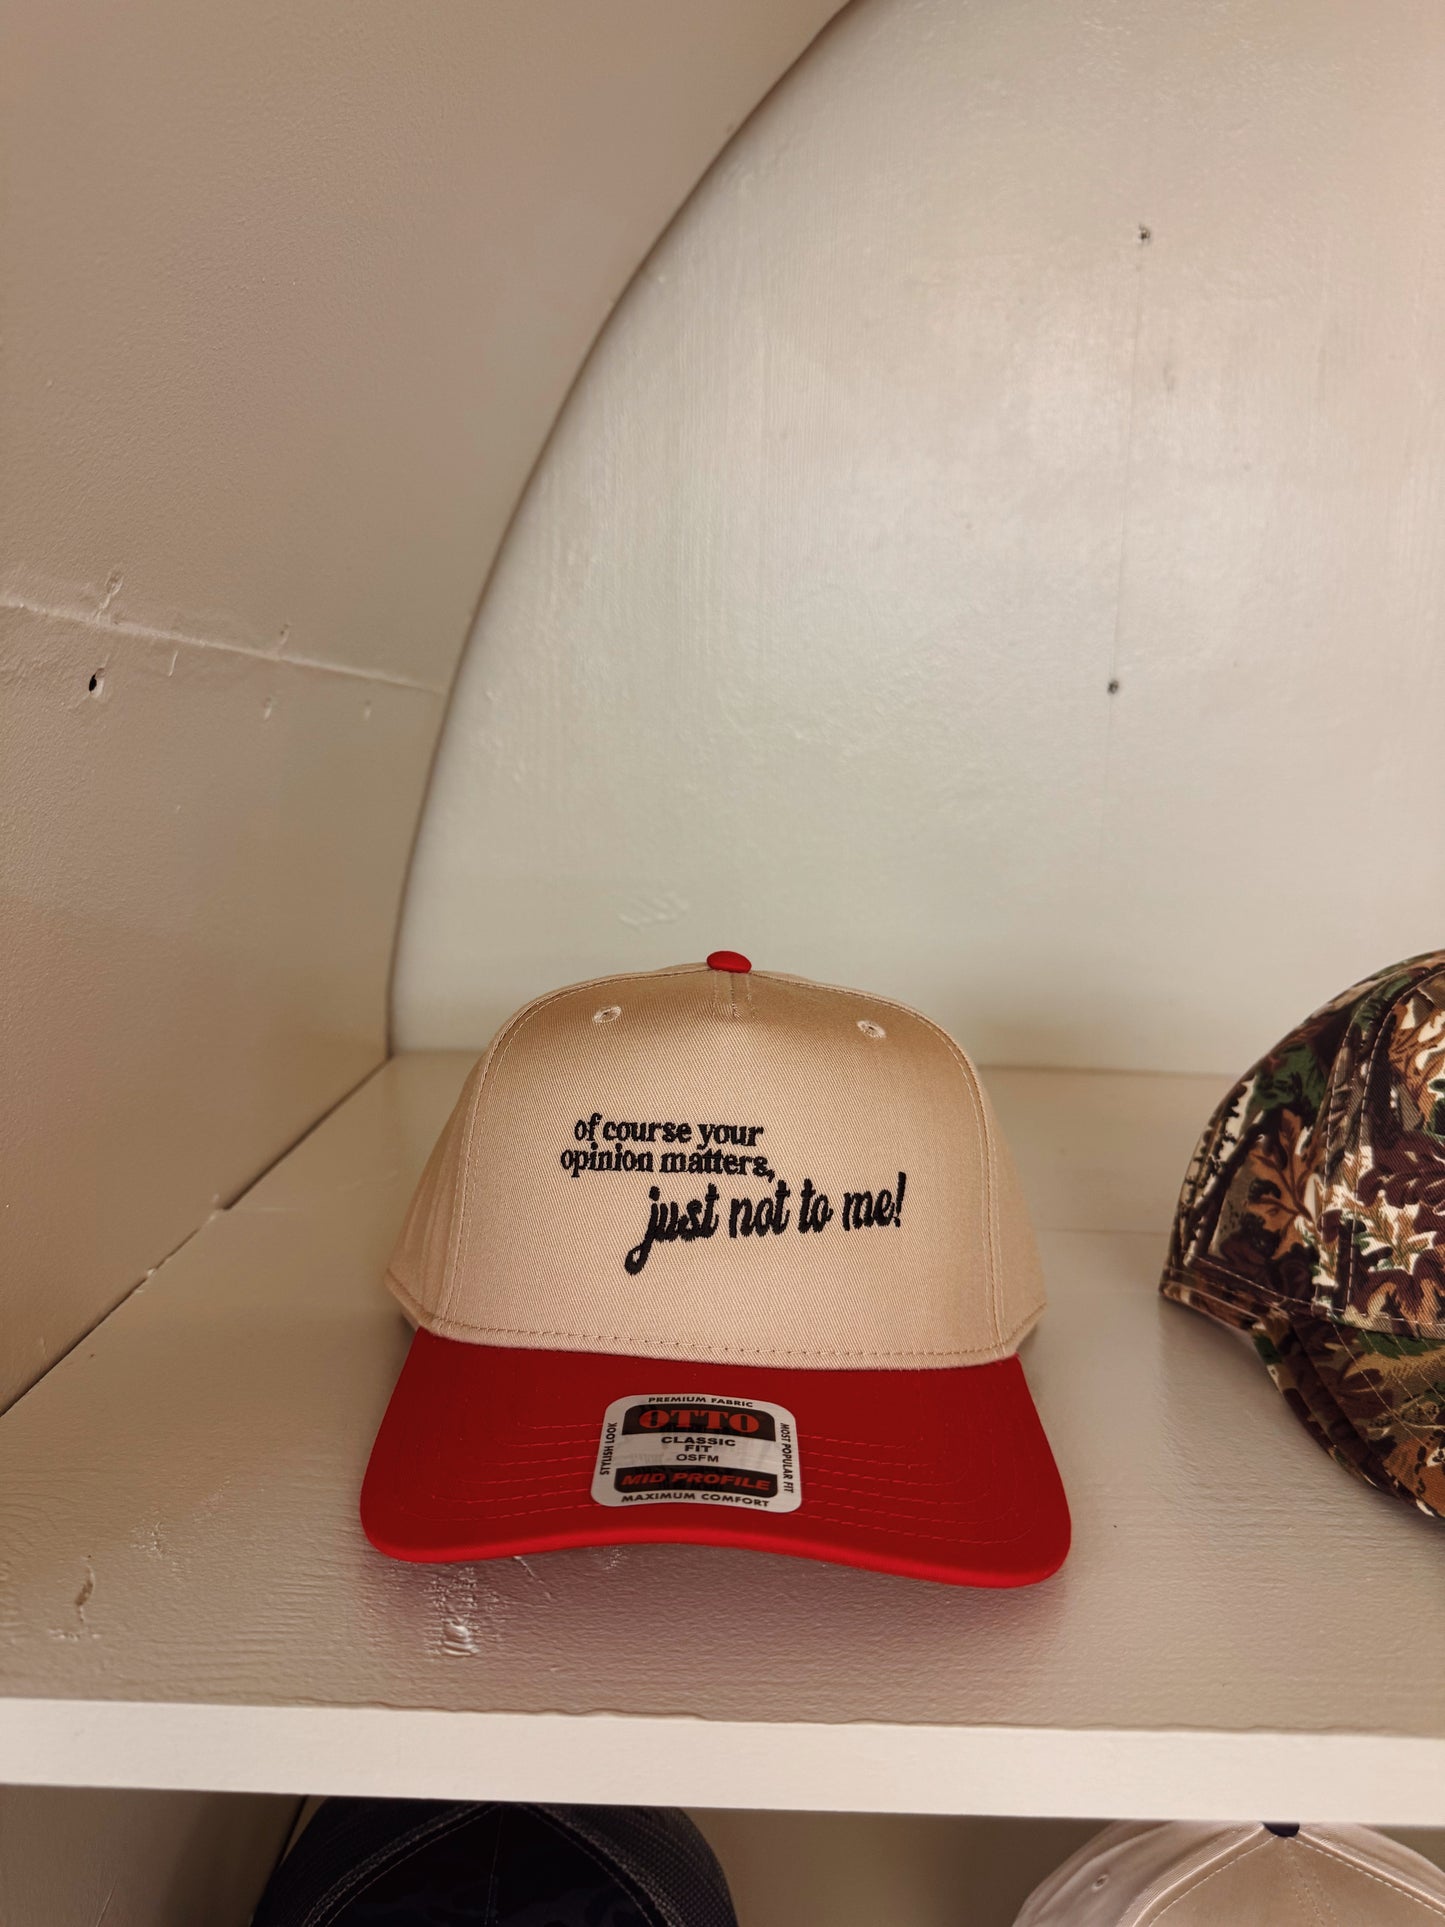 of course your
opinion matters,
just not to me!
PREMIUM FABRIC
STYLISH LOOK
OTTO
CLASSIC
FIT
OSFM
MID PROFILE
MOST POPULAR FIT
MAXIMUM COMFORT